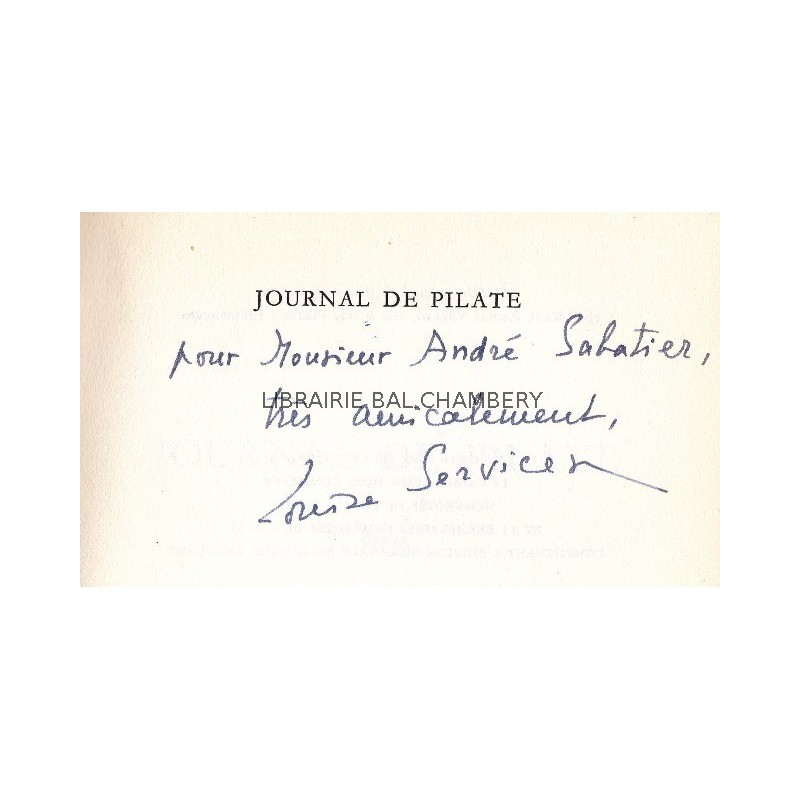 JOURNAL DE PILATE
pour Monsieur André Sabatier,
LIBRAIRIE BAL CHAMBERY
très amicalement,
Louise Servicen